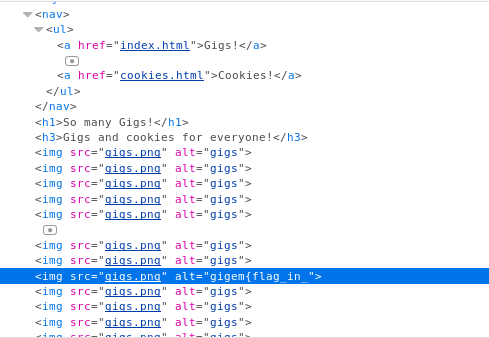 <nav>
<ul>
<a href="index.html">Gigs!</a>
<a href="cookies.html">Cookies!</a>
</ul>
</nav>
<h1>So many Gigs!</h1>
<h3>Gigs and cookies for everyone!</h3>
<img src="gigs.png" alt="gigs">
<img src="gigs.png" alt="gigs">
<img src="gigs.png" alt="gigs">
<img src="gigs.png" alt="gigs">
<img src="gigs.png" alt="gigs">
<img src="gigs.png" alt="gigs">
<img src="gigs.png" alt="gigs">
<img src="gigs.png" alt="gigem{flag_in_">
<img src="gigs.png" alt="gigs">
<img src="gigs.png" alt="gigs">
<img src="gigs.png" alt="gigs">